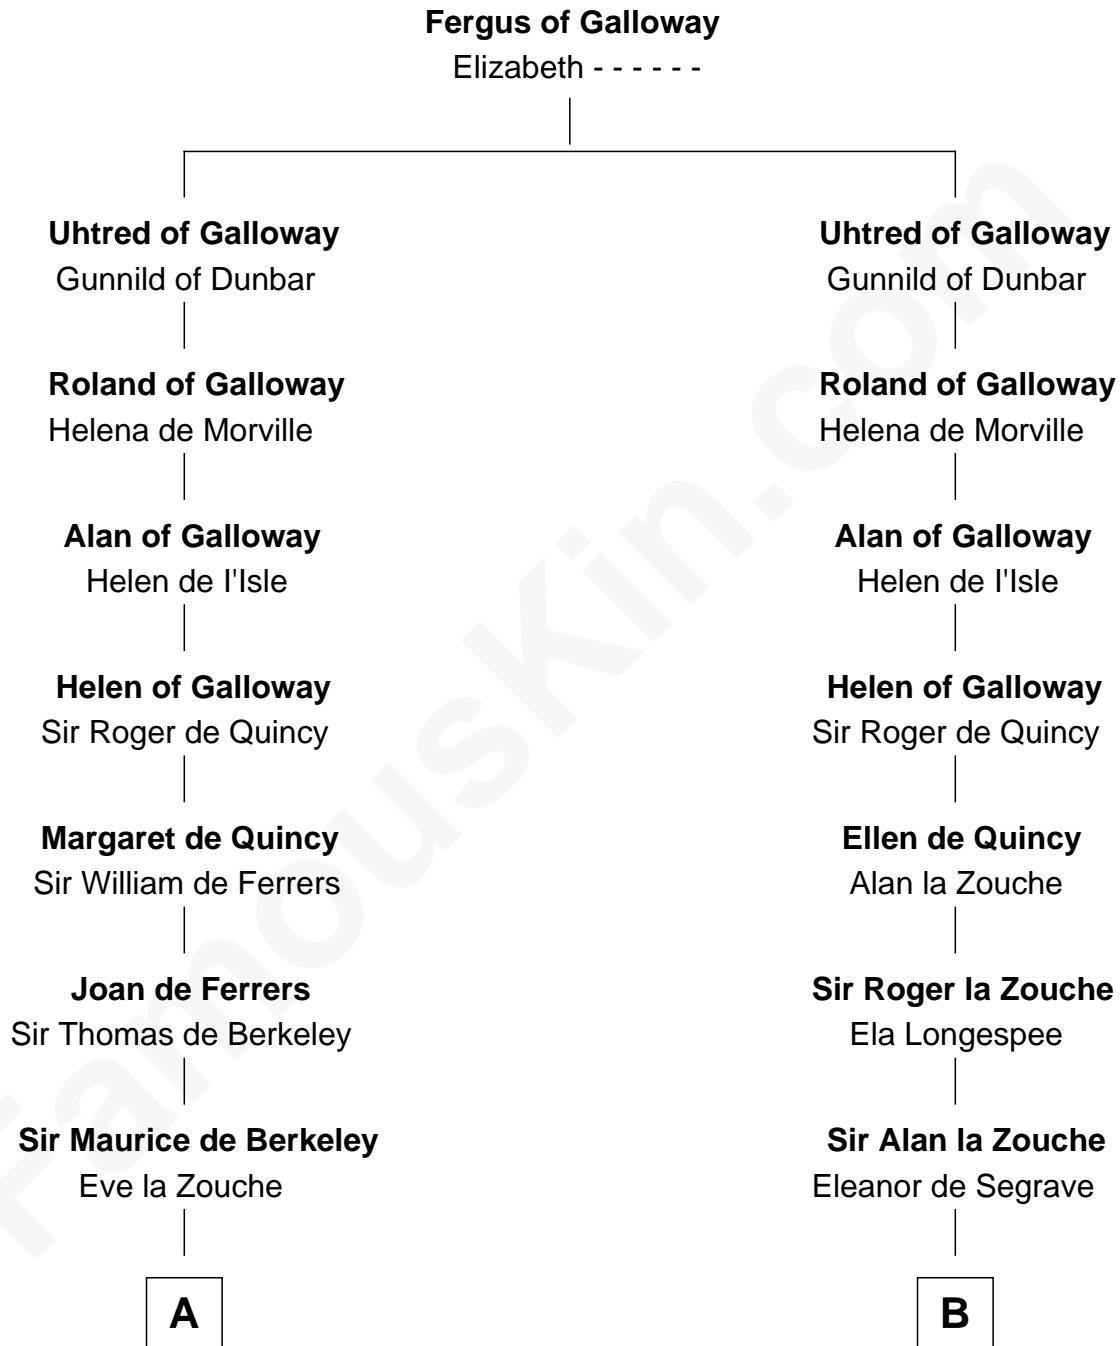 Fergus of Galloway
Elizabeth - - - - - -
Uhtred of Galloway
Gunnild of Dunbar
Roland of Galloway
Helena de Morville
Alan of Galloway
Helen de I'Isle
Helen of Galloway
Sir Roger de Quincy
Margaret de Quincy
Sir William de Ferrers
Joan de Ferrers
Sir Thomas de Berkeley
Sir Maurice de Berkeley
Eve la Zouche
A
Uhtred of Galloway
Gunnild of Dunbar
Roland of Galloway
Helena de Morville
Alan of Galloway
Helen de I'Isle
Helen of Galloway
Sir Roger de Quincy
Ellen de Quincy
Alan la Zouche
Sir Roger la Zouche
Ela Longespee
Sir Alan la Zouche
Eleanor de Segrave
B
FamousKin.com